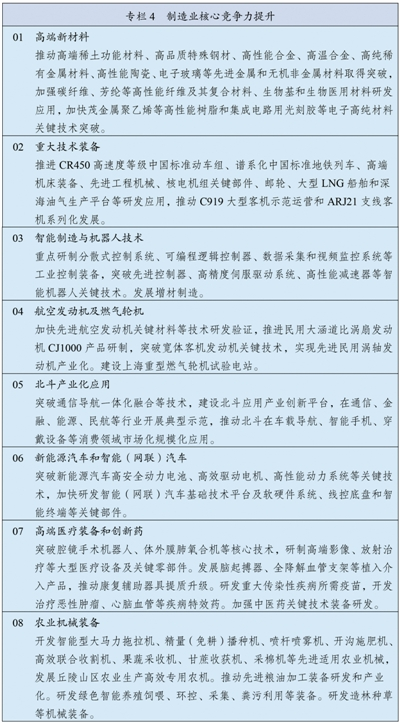 专栏 4　制造业核心竞争力提升
01　高端新材料
推动高端稀土功能材料、高品质特殊钢材、高性能合金、高温合金、高纯稀
有金属材料、高性能陶瓷、电子玻璃等先进金属和无机非金属材料取得突破，
加强碳纤维、芳纶等高性能纤维及其复合材料、生物基和生物医用材料研发
应用，加快茂金属聚乙烯等高性能树脂和集成电路用光刻胶等电子高纯材料
关键技术突破。
02　重大技术装备
推进 CR450 高速度等级中国标准动车组、谱系化中国标准地铁列车、高端
机床装备、先进工程机械、核电机组关键部件、邮轮、大型 LNG 船舶和深
海油气生产平台等研发应用，推动 C919 大型客机示范运营和 ARJ21 支线客
机系列化发展。
03　智能制造与机器人技术
重点研制分散式控制系统、可编程逻辑控制器、数据采集和视频监控系统等
工业控制装备，突破先进控制器、高精度伺服驱动系统、高性能减速器等智
能机器人关键技术。发展增材制造。
04　航空发动机及燃气轮机
加快先进航空发动机关键材料等技术研发验证，推进民用大涵道比涡扇发动
机 CJ1000 产品研制，突破宽体客机发动机关键技术，实现先进民用涡轴发
动机产业化。建设上海重型燃气轮机试验电站。
05　北斗产业化应用
突破通信导航一体化融合等技术，建设北斗应用产业创新平台，在通信、金
融、能源、民航等行业开展典型示范，推动北斗在车载导航、智能手机、穿
戴设备等消费领域市场化规模化应用。
06　新能源汽车和智能（网联）汽车
突破新能源汽车高安全动力电池、高效驱动电机、高性能动力系统等关键技
术，加快研发智能（网联）汽车基础技术平台及软硬件系统、线控底盘和智
能终端等关键部件。
07　高端医疗装备和创新药
突破腔镜手术机器人、体外膜肺氧合机等核心技术，研制高端影像、放射治
疗等大型医疗设备及关键零部件。发展脑起搏器、全降解血管支架等植入介
入产品，推动康复辅助器具提质升级。研发重大传染性疾病所需疫苗，开发
治疗恶性肿瘤、心脑血管等疾病特效药。加强中医药关键技术装备研发。
08　农业机械装备
开发智能型大马力拖拉机、精量（免耕）播种机、喷杆喷雾机、开沟施肥机、
高效联合收割机、果蔬采收机、甘蔗收获机、采棉机等先进适用农业机械，
发展丘陵山区农业生产高效专用农机。推动先进粮油加工装备研发和产业
化。研发绿色智能养殖饲喂、环控、采集、粪污利用等装备。研发造林种草
等机械装备。